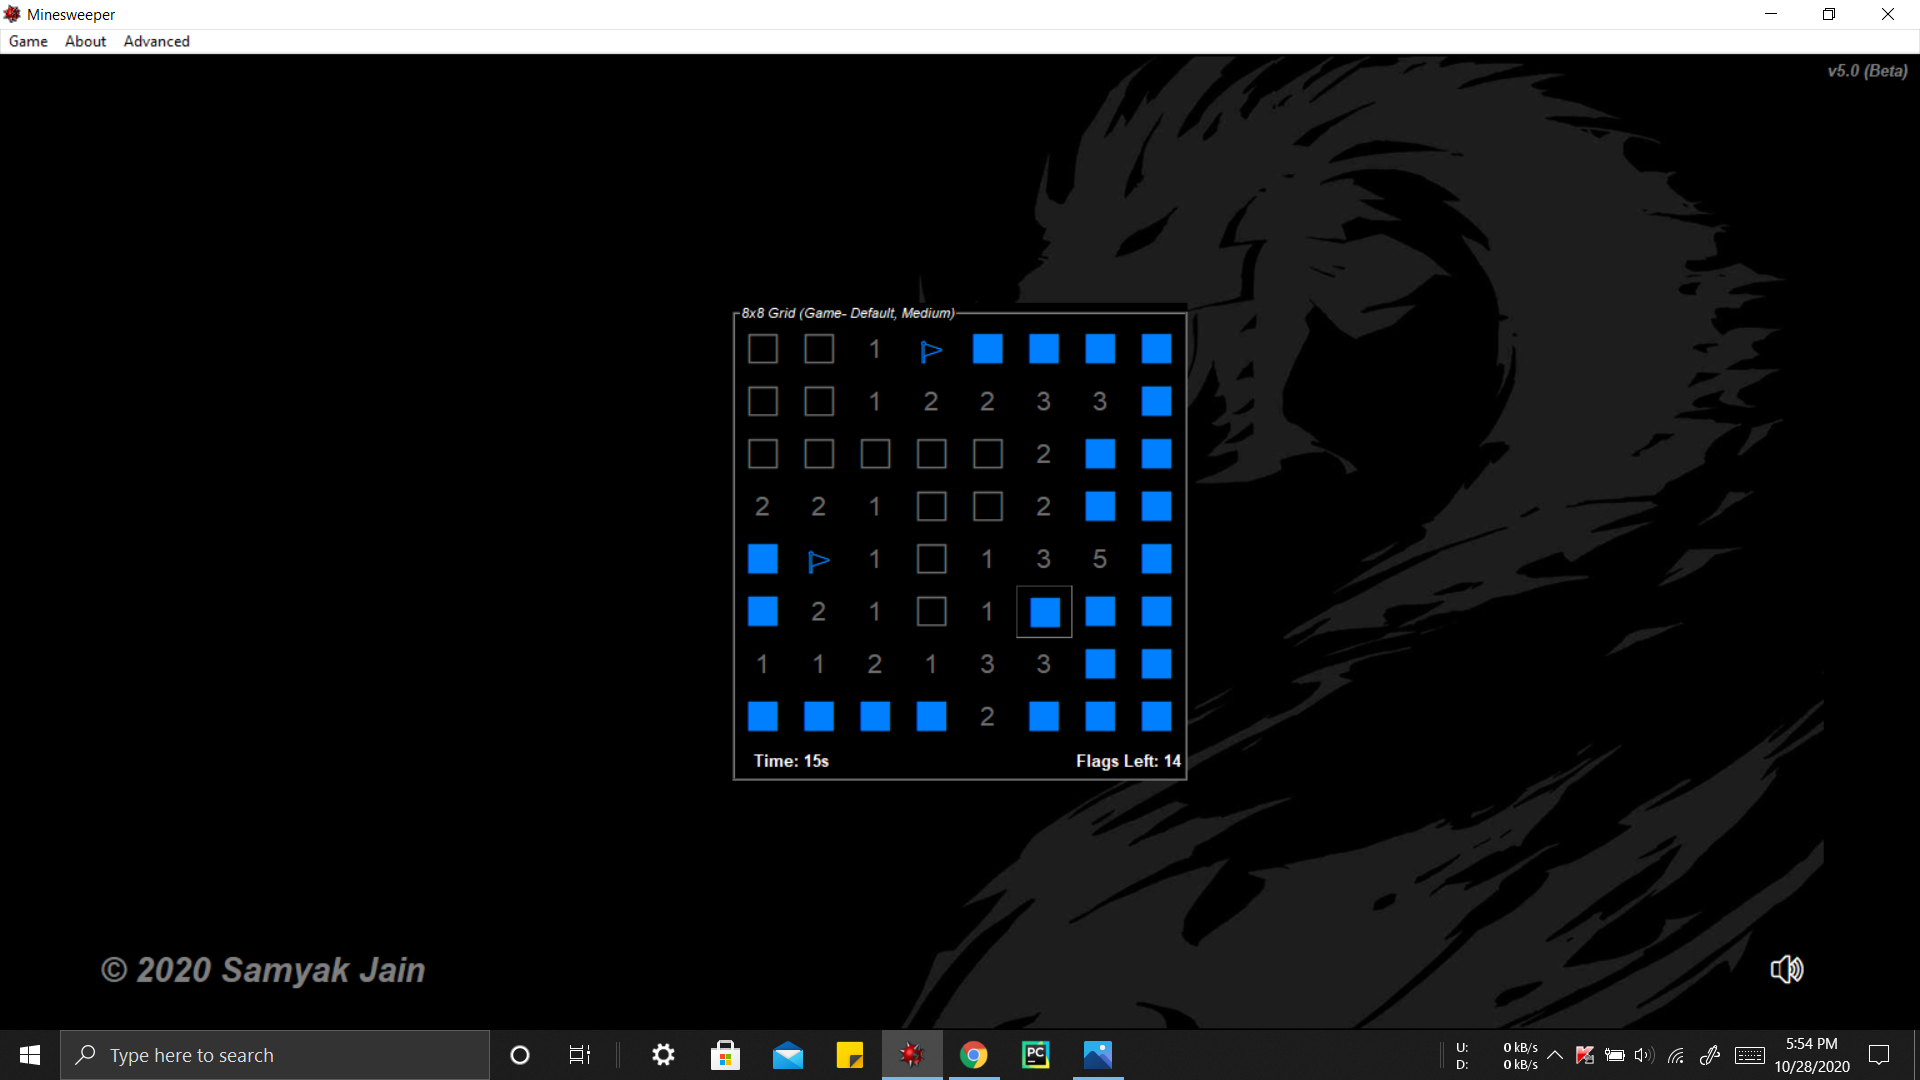 Minesweeper
Game About Advanced
v5.0 (Beta)
8x8 Grid (Game- Default, Medium)
1
1 2 2 3 3
2
2 2 1 2
1 1 3 5
2 1 1
1 1 2 1 3 3
2
Time: 15s Flags Left: 14
© 2020 Samyak Jain
Type here to search
PC
U: 0 kB/s
D: 0 kB/s
5:54 PM
10/28/2020